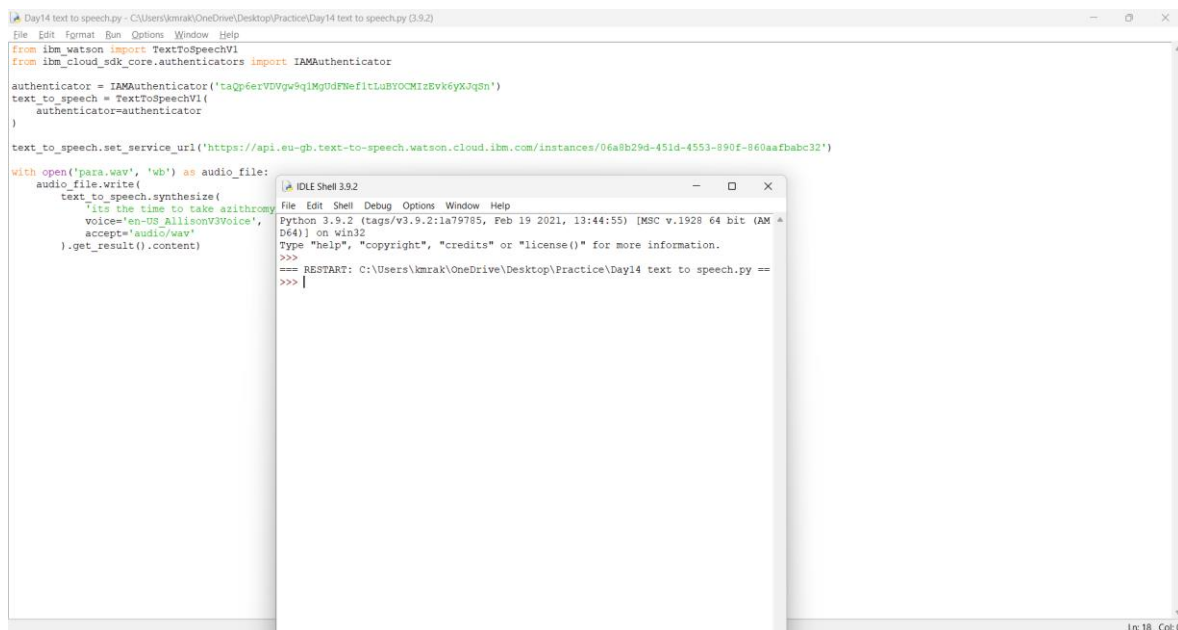 Day14 text to speech.py - C:\Users\kmrak\OneDrive\Desktop\Practice\Day14 text to speech.py (3.9.2)
File Edit Format Run Options Window Help
from ibm_watson import TextToSpeechV1
from ibm_cloud_sdk_core.authenticators import IAMAuthenticator
authenticator = IAMAuthenticator(
text_to_speech = TextToSpeechV1(
authenticator=authenticator
)
text_to_speech.set_service_url('https://api.eu-gb.text-to-speech.watson.cloud.ibm.com/instances/06a8b29d-451d-4553-890f-860aafbabc32')
with open('para.wav', 'wb') as audio_file:
audio_file.write(
text_to_speech.synthesize(
'its the time to take azithromy
voice='en-US_AllisonV3Voice',
accept='audio/wav'
).get_result().content)
IDLE Shell 3.9.2
File Edit Shell Debug Options Window Help
Python 3.9.2 (tags/v3.9.2:1a79785, Feb 19 2021, 13:44:55) [MSC v.1928 64 bit (AM
D64)] on win32
Type "help", "copyright", "credits" or "license()" for more information.
>>>
=== RESTART: C:\Users\kmrak\OneDrive\Desktop\Practice\Day14 text to speech.py ==
>>>
Ln: 18 Col: